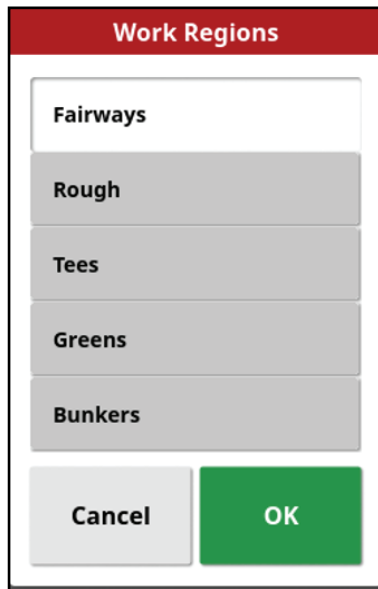 Work Regions
Fairways
Rough
Tees
Greens
Bunkers
Cancel OK